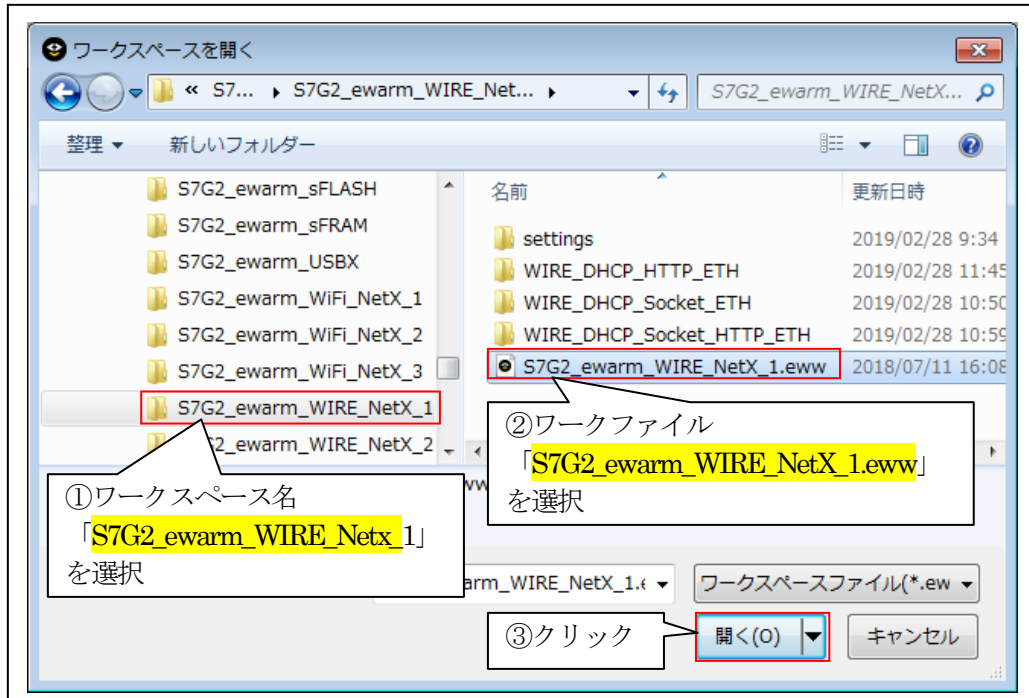 ワークスペースを開く
« S7... ▸ S7G2_ewarm_WIRE_Net... ▸
S7G2_ewarm_WIRE_NetX...
整理 ▼ 新しいフォルダー
S7G2_ewarm_sFLASH
S7G2_ewarm_sFRAM
S7G2_ewarm_USBX
S7G2_ewarm_WiFi_NetX_1
S7G2_ewarm_WiFi_NetX_2
S7G2_ewarm_WiFi_NetX_3
S7G2_ewarm_WIRE_NetX_1
2_ewarm_WIRE_NetX_2
名前 更新日時
settings 2019/02/28 9:34
WIRE_DHCP_HTTP_ETH 2019/02/28 11:45
WIRE_DHCP_Socket_ETH 2019/02/28 10:50
WIRE_DHCP_Socket_HTTP_ETH 2019/02/28 10:59
S7G2_ewarm_WIRE_NetX_1.eww 2018/07/11 16:08
①ワークスペース名
「S7G2_ewarm_WIRE_Netx_1」
を選択
②ワークファイル
「S7G2_ewarm_WIRE_NetX_1.eww」
を選択
arm_WIRE_NetX_1.e
ワークスペースファイル(*.ew
③クリック
開く(O)
キャンセル